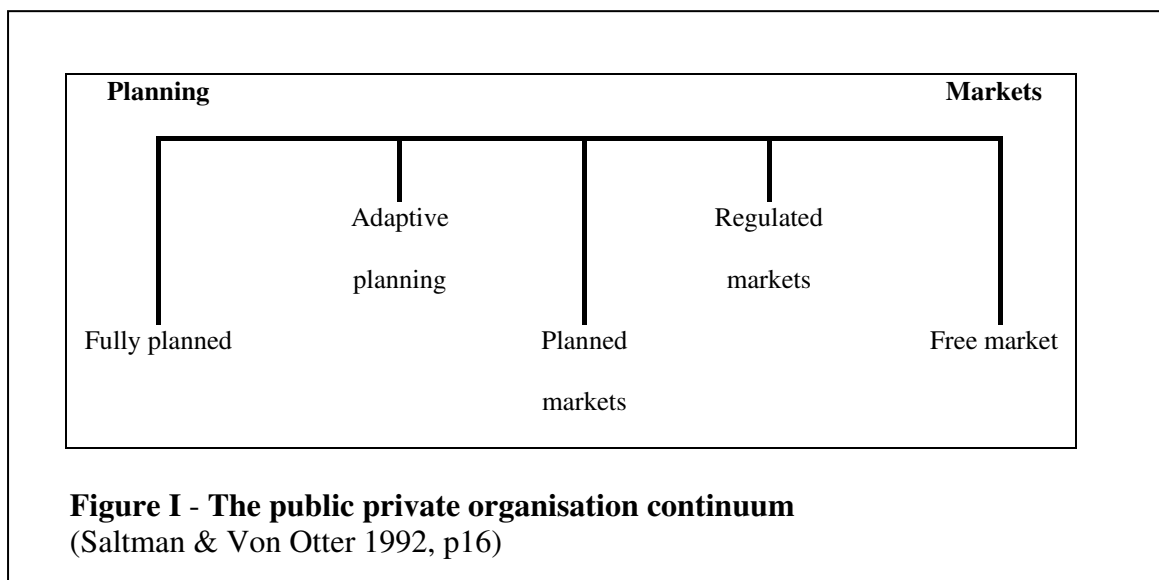 Planning Markets
Adaptive Regulated
planning markets
Fully planned Planned Free market
markets
Figure I - The public private organisation continuum
(Saltman & Von Otter 1992, p16)